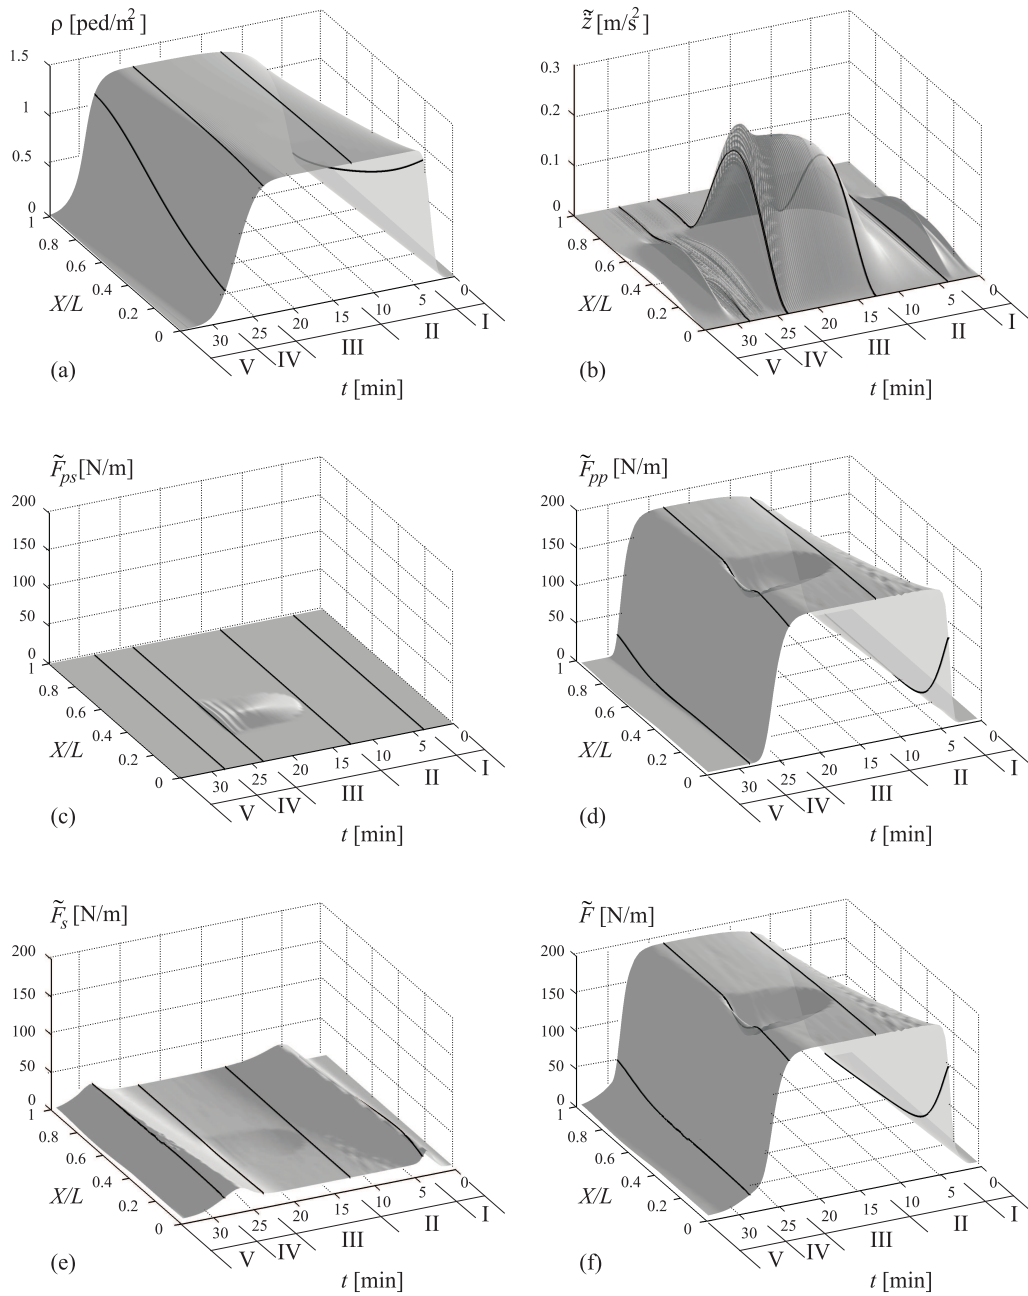 ρ [ped/m²]
1.5
1
0.5
0
1
0.8
0.6
0.4
0.2
0
X/L
30 25 20 15 10 5 0
V IV III II I
t [min]
(a)
z̃̈ [m/s²]
0.3
0.2
0.1
0
1
0.8
0.6
0.4
0.2
0
X/L
30 25 20 15 10 5 0
V IV III II I
t [min]
(b)
F̃ps [N/m]
200
150
100
50
0
1
0.8
0.6
0.4
0.2
0
X/L
30 25 20 15 10 5 0
V IV III II I
t [min]
(c)
F̃pp [N/m]
200
150
100
50
0
1
0.8
0.6
0.4
0.2
0
X/L
30 25 20 15 10 5 0
V IV III II I
t [min]
(d)
F̃s [N/m]
200
150
100
50
0
1
0.8
0.6
0.4
0.2
0
X/L
30 25 20 15 10 5 0
V IV III II I
t [min]
(e)
F̃ [N/m]
200
150
100
50
0
1
0.8
0.6
0.4
0.2
0
X/L
30 25 20 15 10 5 0
V IV III II I
t [min]
(f)